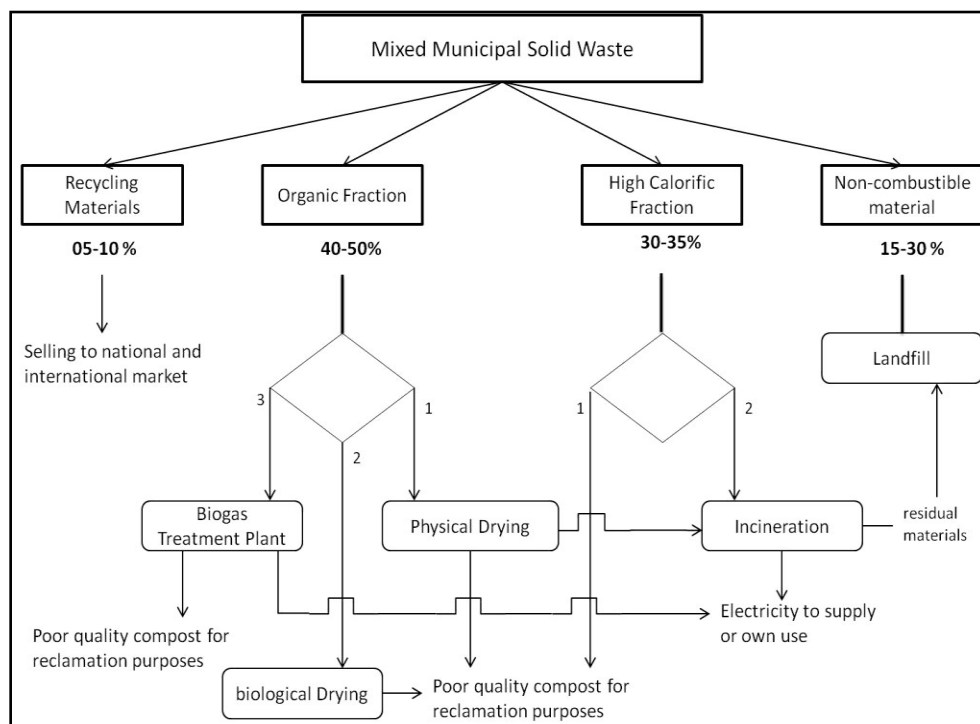 Mixed Municipal Solid Waste
Recycling
Materials
Organic Fraction
High Calorific
Fraction
Non-combustible
material
05-10 %
40-50%
30-35%
15-30 %
Selling to national and
international market
Landfill
3
1
2
1
2
Biogas
Treatment Plant
Physical Drying
Incineration
residual
materials
Poor quality compost for
reclamation purposes
Electricity to supply
or own use
biological Drying
Poor quality compost for
reclamation purposes